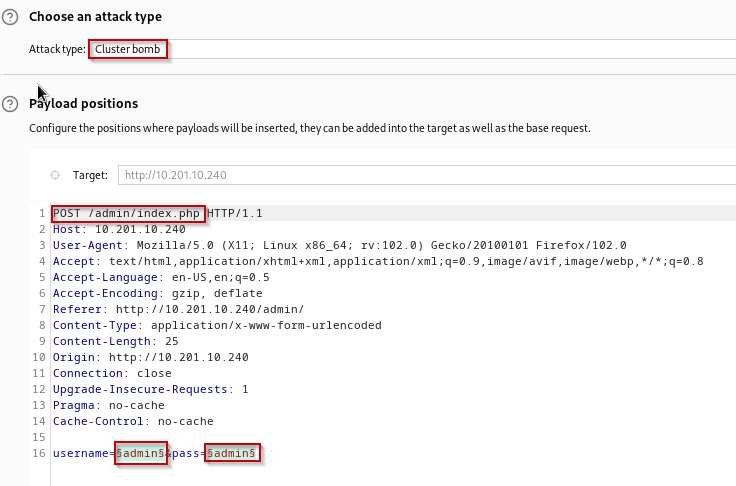 Choose an attack type
Attack type: Cluster bomb
Payload positions
Configure the positions where payloads will be inserted, they can be added into the target as well as the base request.
Target: http://10.201.10.240
1 POST /admin/index.php HTTP/1.1
2 Host: 10.201.10.240
3 User-Agent: Mozilla/5.0 (X11; Linux x86_64; rv:102.0) Gecko/20100101 Firefox/102.0
4 Accept: text/html,application/xhtml+xml,application/xml;q=0.9,image/avif,image/webp,*/*;q=0.8
5 Accept-Language: en-US,en;q=0.5
6 Accept-Encoding: gzip, deflate
7 Referer: http://10.201.10.240/admin/
8 Content-Type: application/x-www-form-urlencoded
9 Content-Length: 25
10 Origin: http://10.201.10.240
11 Connection: close
12 Upgrade-Insecure-Requests: 1
13 Pragma: no-cache
14 Cache-Control: no-cache
15
16 username=§admin§&pass=§admin§